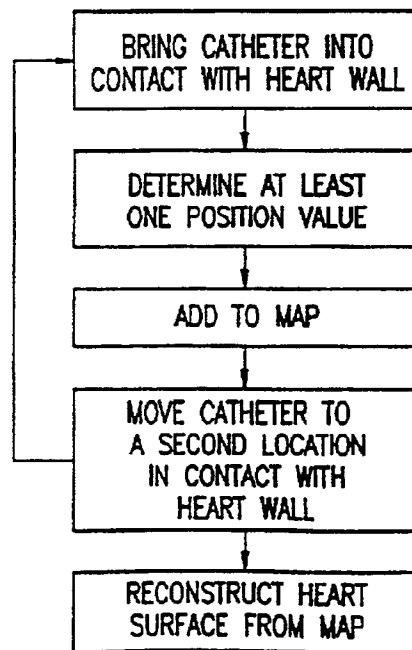 BRING CATHETER INTO
CONTACT WITH HEART WALL
DETERMINE AT LEAST
ONE POSITION VALUE
ADD TO MAP
MOVE CATHETER TO
A SECOND LOCATION
IN CONTACT WITH
HEART WALL
RECONSTRUCT HEART
SURFACE FROM MAP